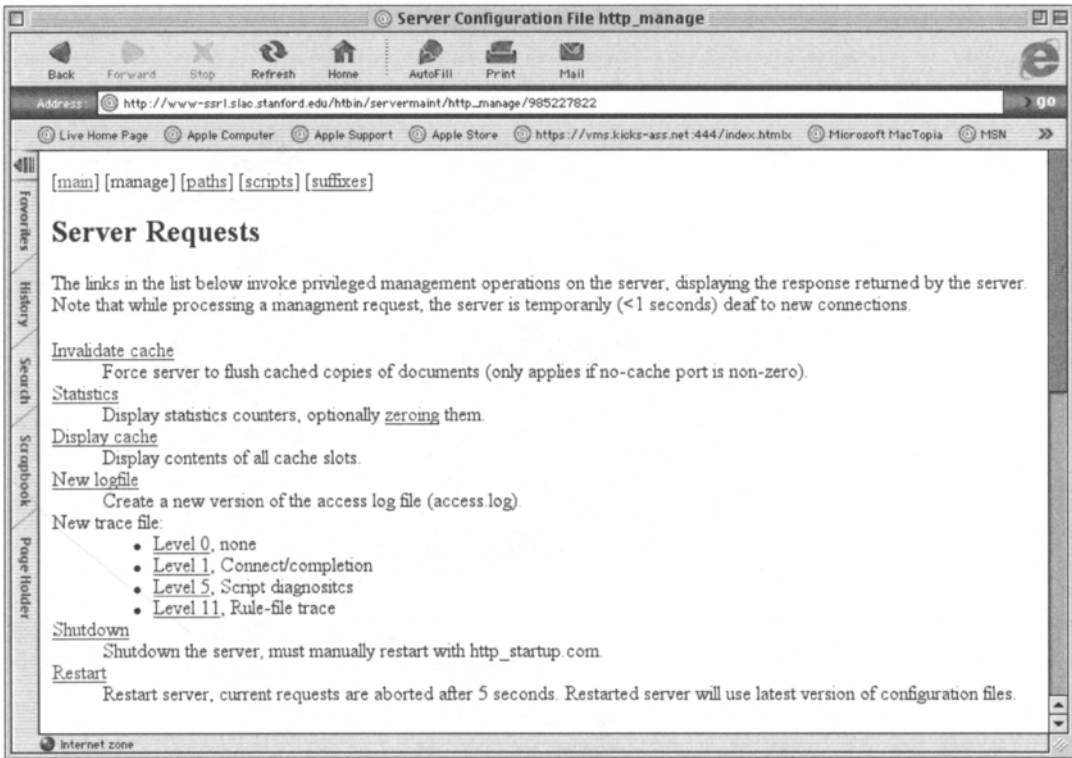 Server Configuration File http_manage
Back Forward Stop Refresh Home AutoFill Print Mail
Address: http://www-ssrl.slac.stanford.edu/htbin/servermaint/http_manage/985227822 go
Live Home Page Apple Computer Apple Support Apple Store https://vms.kicks-ass.net:444/index.htmlx Microsoft MacTopia MSN »
Favorites
History
Search
Scrapbook
Page Holder
[main] [manage] [paths] [scripts] [suffixes]
Server Requests
The links in the list below invoke privileged management operations on the server, displaying the response returned by the server.
Note that while processing a managment request, the server is temporarily (<1 seconds) deaf to new connections.
Invalidate cache
Force server to flush cached copies of documents (only applies if no-cache port is non-zero).
Statistics
Display statistics counters, optionally zeroing them.
Display cache
Display contents of all cache slots.
New logfile
Create a new version of the access log file (access.log).
New trace file:
• Level 0, none
• Level 1, Connect/completion
• Level 5, Script diagnositcs
• Level 11, Rule-file trace
Shutdown
Shutdown the server, must manually restart with http_startup.com.
Restart
Restart server, current requests are aborted after 5 seconds. Restarted server will use latest version of configuration files.
Internet zone